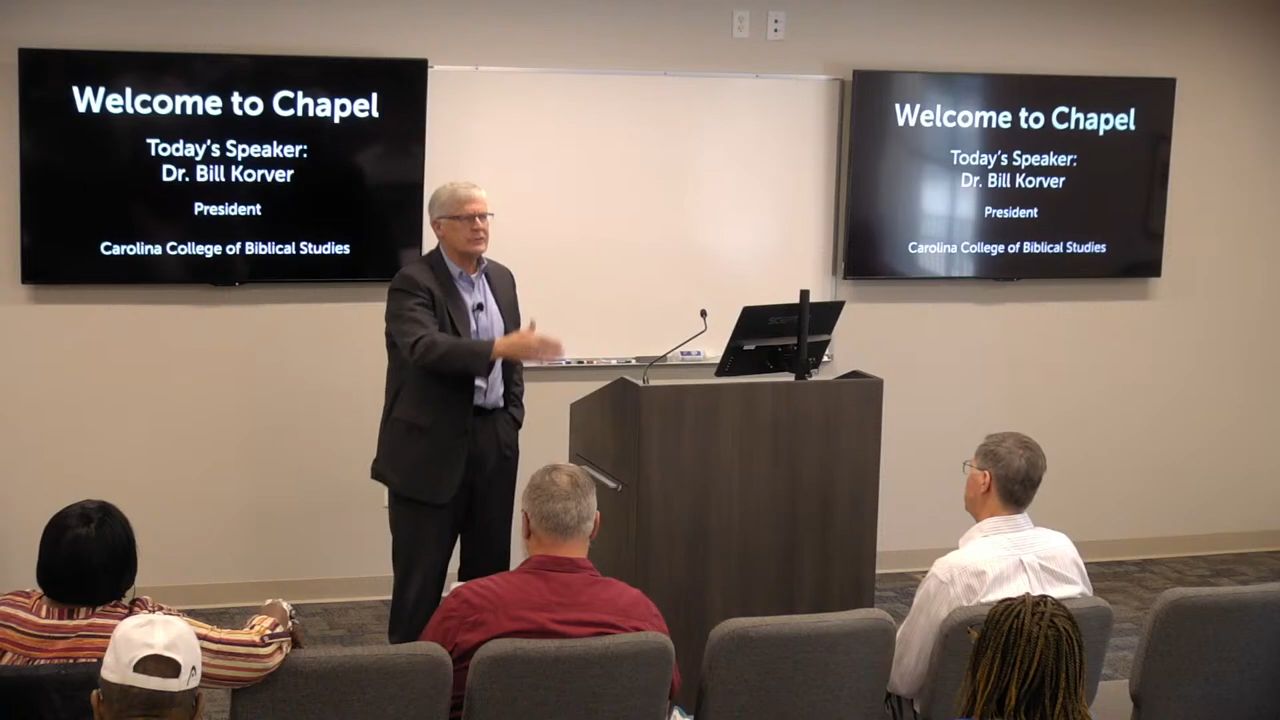 Welcome to Chapel
Today's Speaker:
Dr. Bill Korver
President
Carolina College of Biblical Studies
Welcome to Chapel
Today's Speaker:
Dr. Bill Korver
President
Carolina College of Biblical Studies